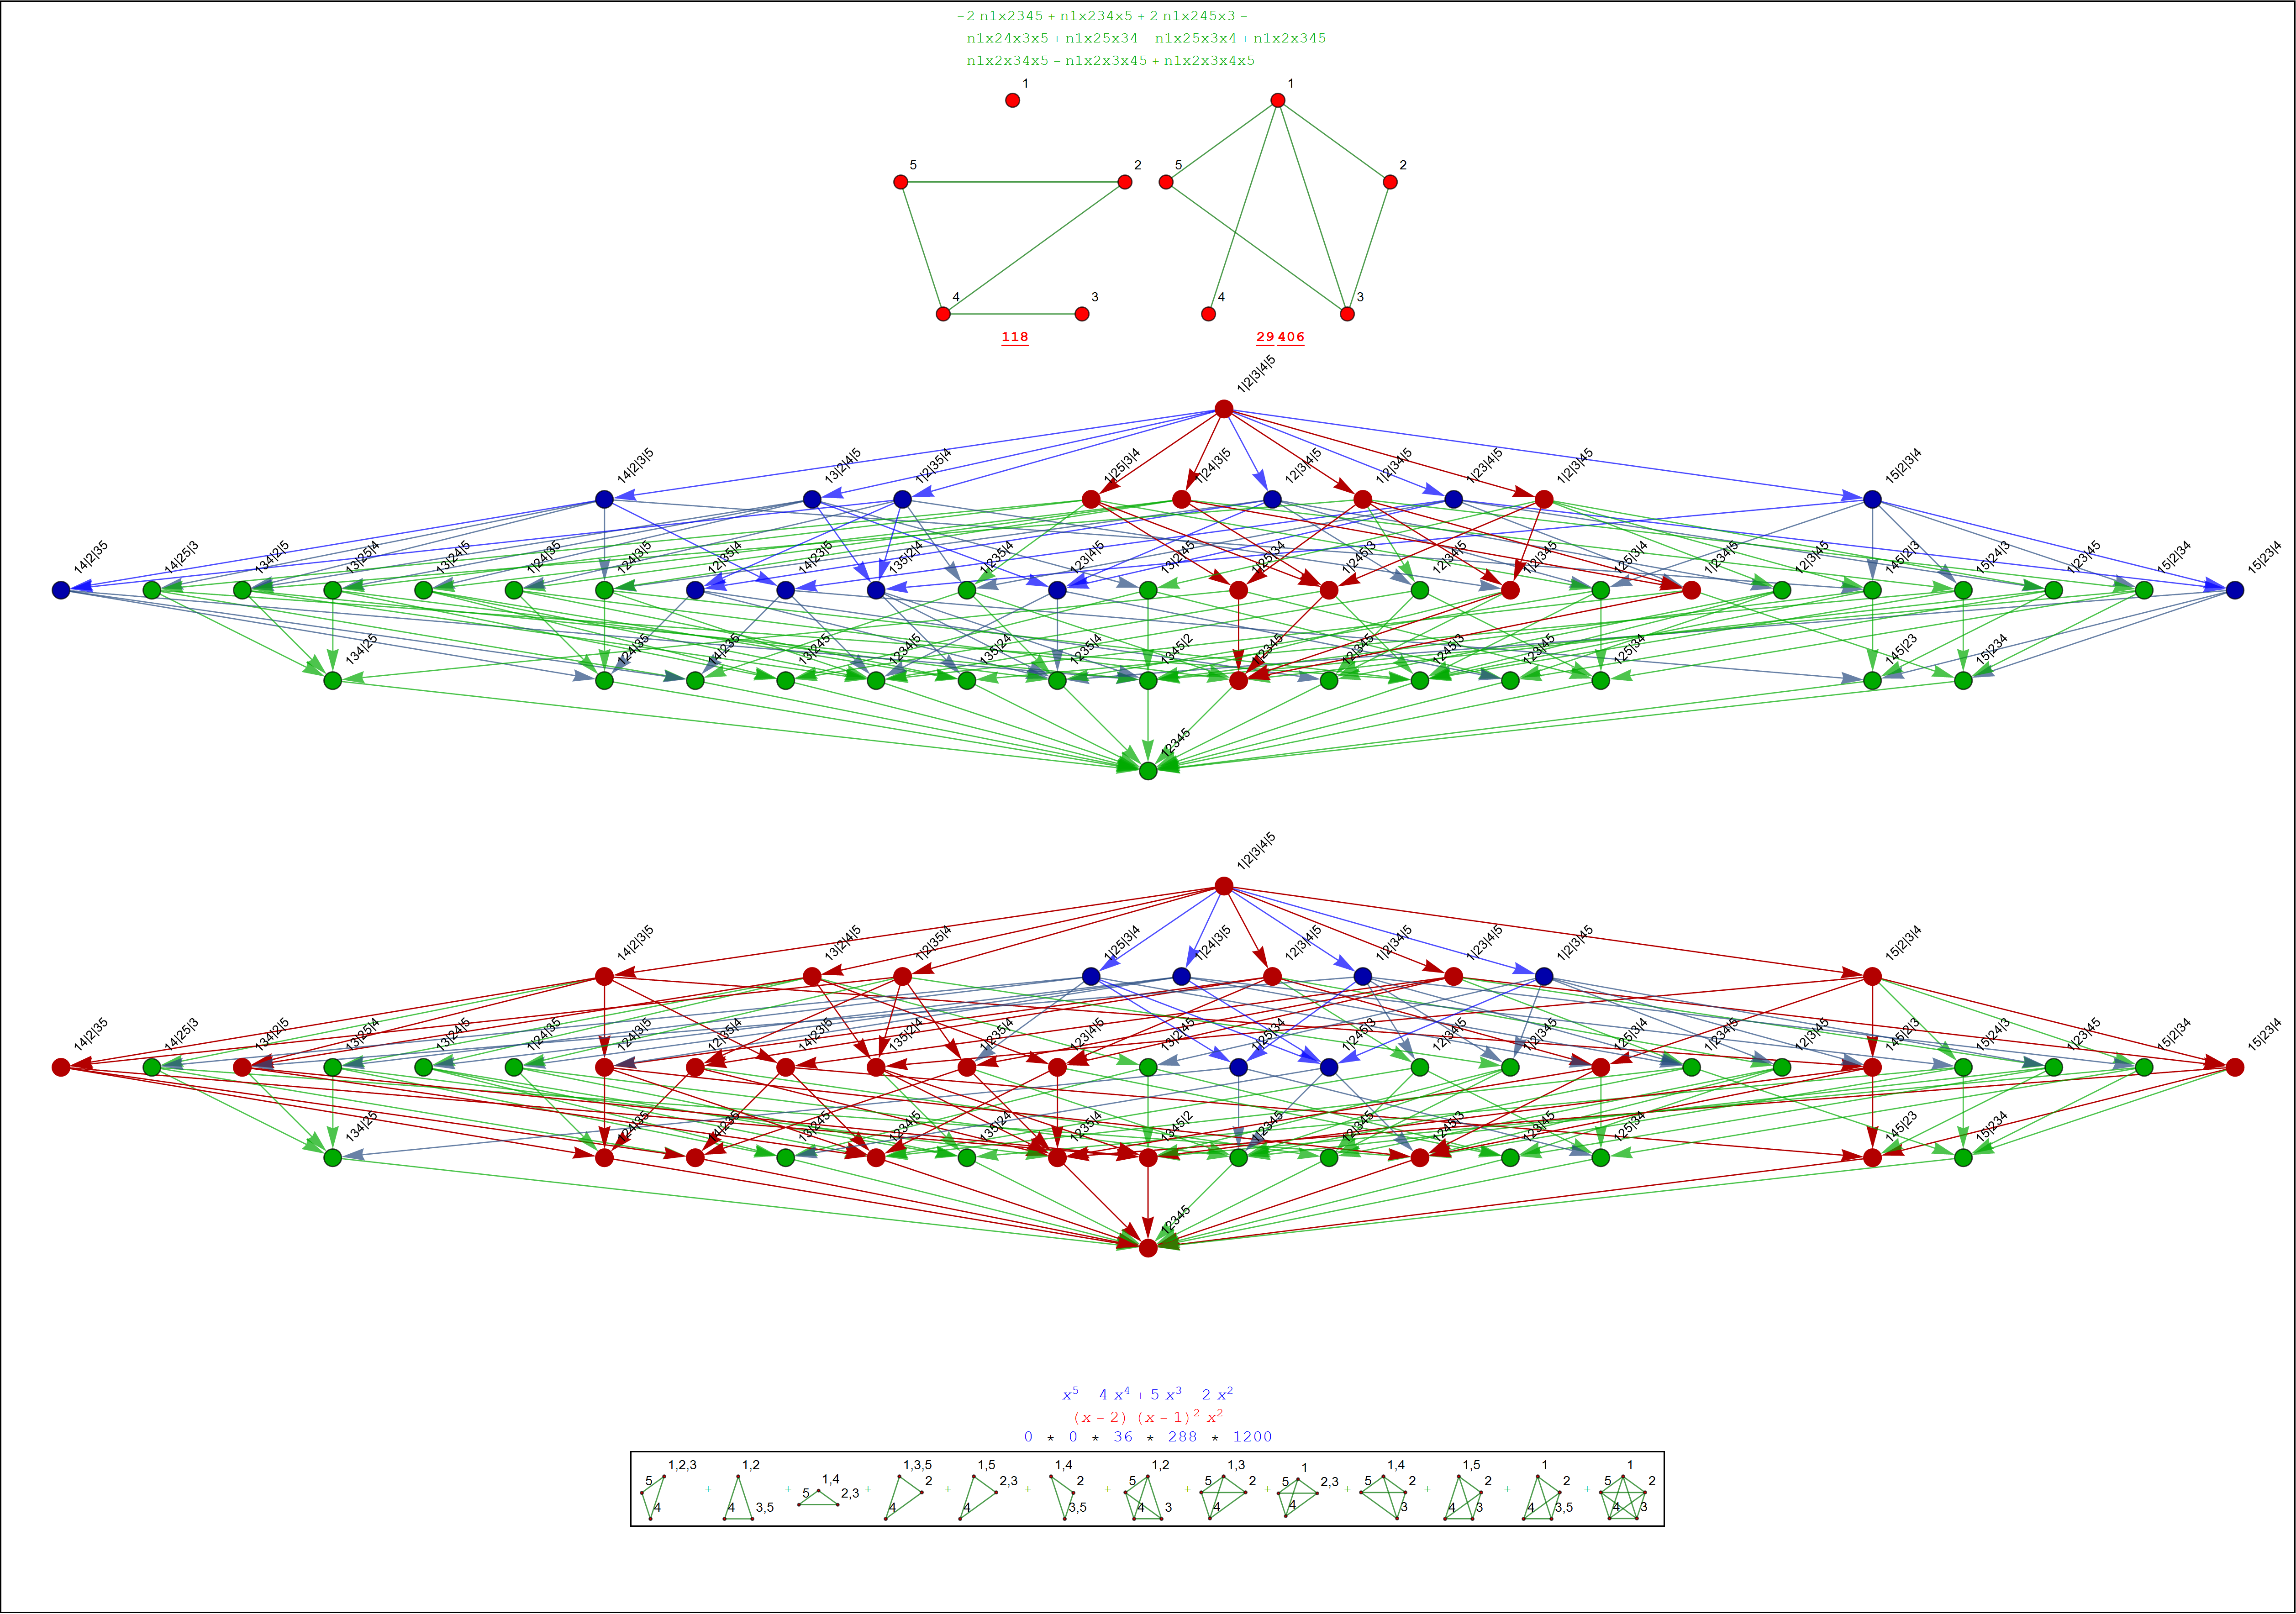 -2 n1x2345 + n1x234x5 + 2 n1x245x3 -
n1x24x3x5 + n1x25x34 - n1x25x3x4 + n1x2x345 -
n1x2x34x5 - n1x2x3x45 + n1x2x3x4x5
1 1
5 2 5 2
4 3 4 3
118 29 406
1|2|3|4|5
14|2|3|5 13|2|4|5 1|2|35|4 1|25|3|4 1|24|3|5 12|3|4|5 1|2|34|5 1|23|4|5 1|2|3|45 15|2|3|4
14|2|35 14|25|3 134|2|5 13|25|4 13|24|5 1|24|35 124|3|5 12|35|4 14|23|5 135|2|4 1|235|4 123|4|5 13|2|45 1|25|34 1|245|3 12|34|5 1|2|345 125|3|4 1|234|5 12|3|45 145|2|3 15|24|3 1|23|45 15|2|34 15|23|4
134|25 124|35 14|235 13|245 1234|5 135|24 1235|4 1345|2 1|2345 12|345 1245|3 123|45 125|34 145|23 15|234
12345
1|2|3|4|5
14|2|3|5 13|2|4|5 1|2|35|4 1|25|3|4 1|24|3|5 12|3|4|5 1|2|34|5 1|23|4|5 1|2|3|45 15|2|3|4
14|2|35 14|25|3 134|2|5 13|25|4 13|24|5 1|24|35 124|3|5 12|35|4 14|23|5 135|2|4 1|235|4 123|4|5 13|2|45 1|25|34 1|245|3 12|34|5 1|2|345 125|3|4 1|234|5 12|3|45 145|2|3 15|24|3 1|23|45 15|2|34 15|23|4
134|25 124|35 14|235 13|245 1234|5 135|24 1235|4 1345|2 1|2345 12|345 1245|3 123|45 125|34 145|23 15|234
12345
x^5 - 4 x^4 + 5 x^3 - 2 x^2
(x - 2) (x - 1)^2 x^2
0 * 0 * 36 * 288 * 1200
1,2,3 5 4 + 1,2 4 3,5 + 1,4 5 2,3 + 1,3,5 2 4 + 1,5 2,3 4 + 1,4 2 3,5 + 1,2 5 4 3 + 1,3 5 2 4 + 1 5 2,3 4 + 1,4 5 2 3 + 1,5 2 4 3 + 1 2 4 3,5 + 1 5 2 4 3